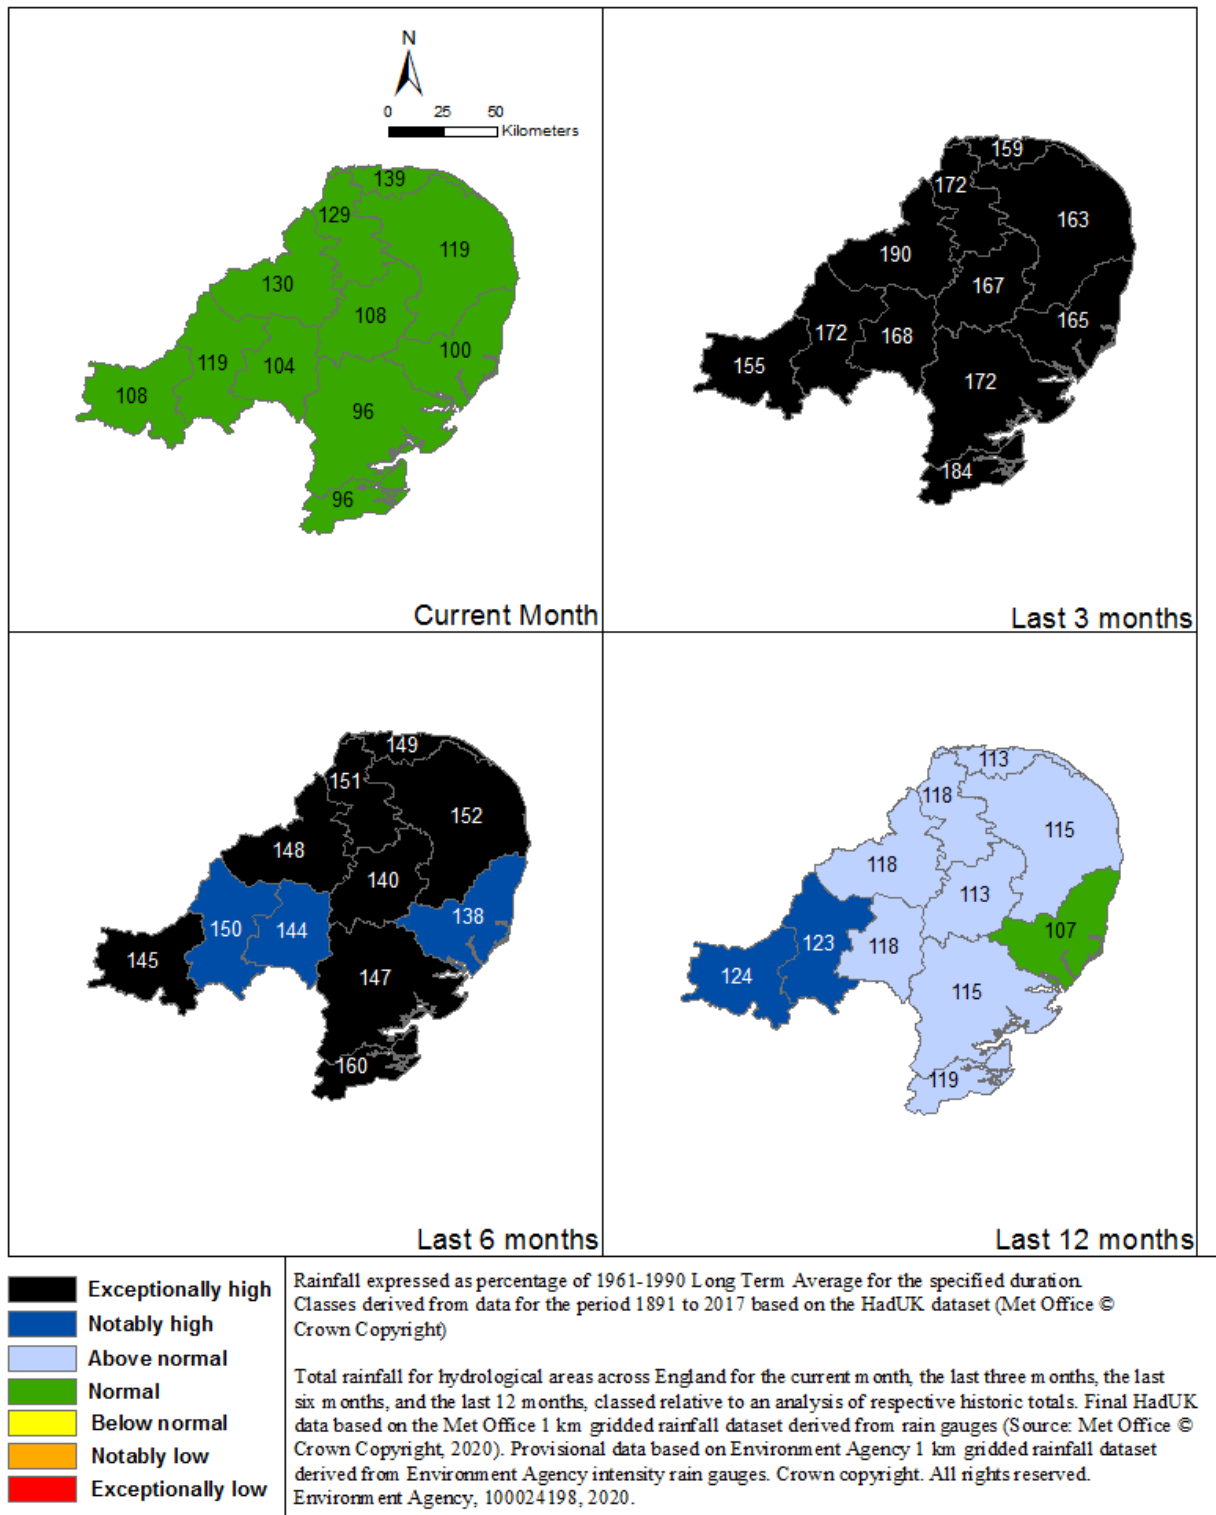 N
0 25 50
Kilometers
139
129
119
130
108
100
119
104
108
96
96
Current Month
159
172
163
190
167
165
172
168
155
172
184
Last 3 months
149
151
152
148
140
138
150
144
145
147
160
Last 6 months
113
118
115
118
113
107
123
118
124
115
119
Last 12 months
Exceptionally high
Notably high
Above normal
Normal
Below normal
Notably low
Exceptionally low
Rainfall expressed as percentage of 1961-1990 Long Term Average for the specified duration.
Classes derived from data for the period 1891 to 2017 based on the HadUK dataset (Met Office ©
Crown Copyright)
Total rainfall for hydrological areas across England for the current month, the last three months, the last
six months, and the last 12 months, classed relative to an analysis of respective historic totals. Final HadUK
data based on the Met Office 1 km gridded rainfall dataset derived from rain gauges (Source: Met Office ©
Crown Copyright, 2020). Provisional data based on Environment Agency 1 km gridded rainfall dataset
derived from Environment Agency intensity rain gauges. Crown copyright. All rights reserved.
Environment Agency, 100024198, 2020.